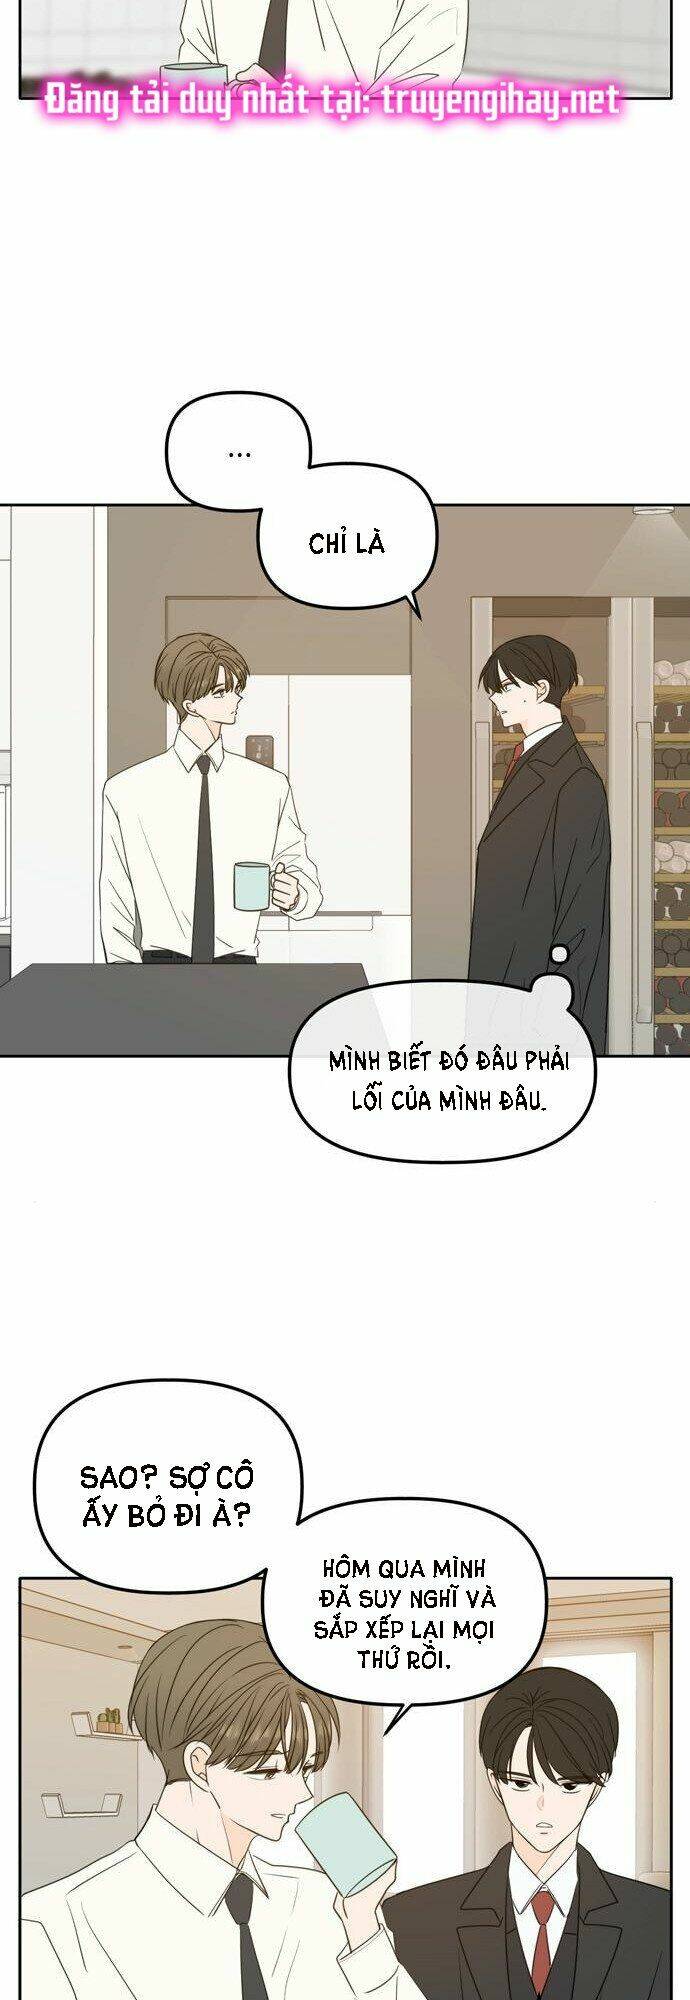 Đăng tải duy nhất tại: truyengihay.net
...
CHỈ LÀ
MÌNH BIẾT ĐÓ ĐÂU PHẢI
LỖI CỦA MÌNH ĐÂU.
SAO? SỢ CÔ
ẤY BỎ ĐI À?
HÔM QUA MÌNH
ĐÃ SUY NGHĨ VÀ
SẮP XẾP LẠI MỌI
THỨ RỒI.